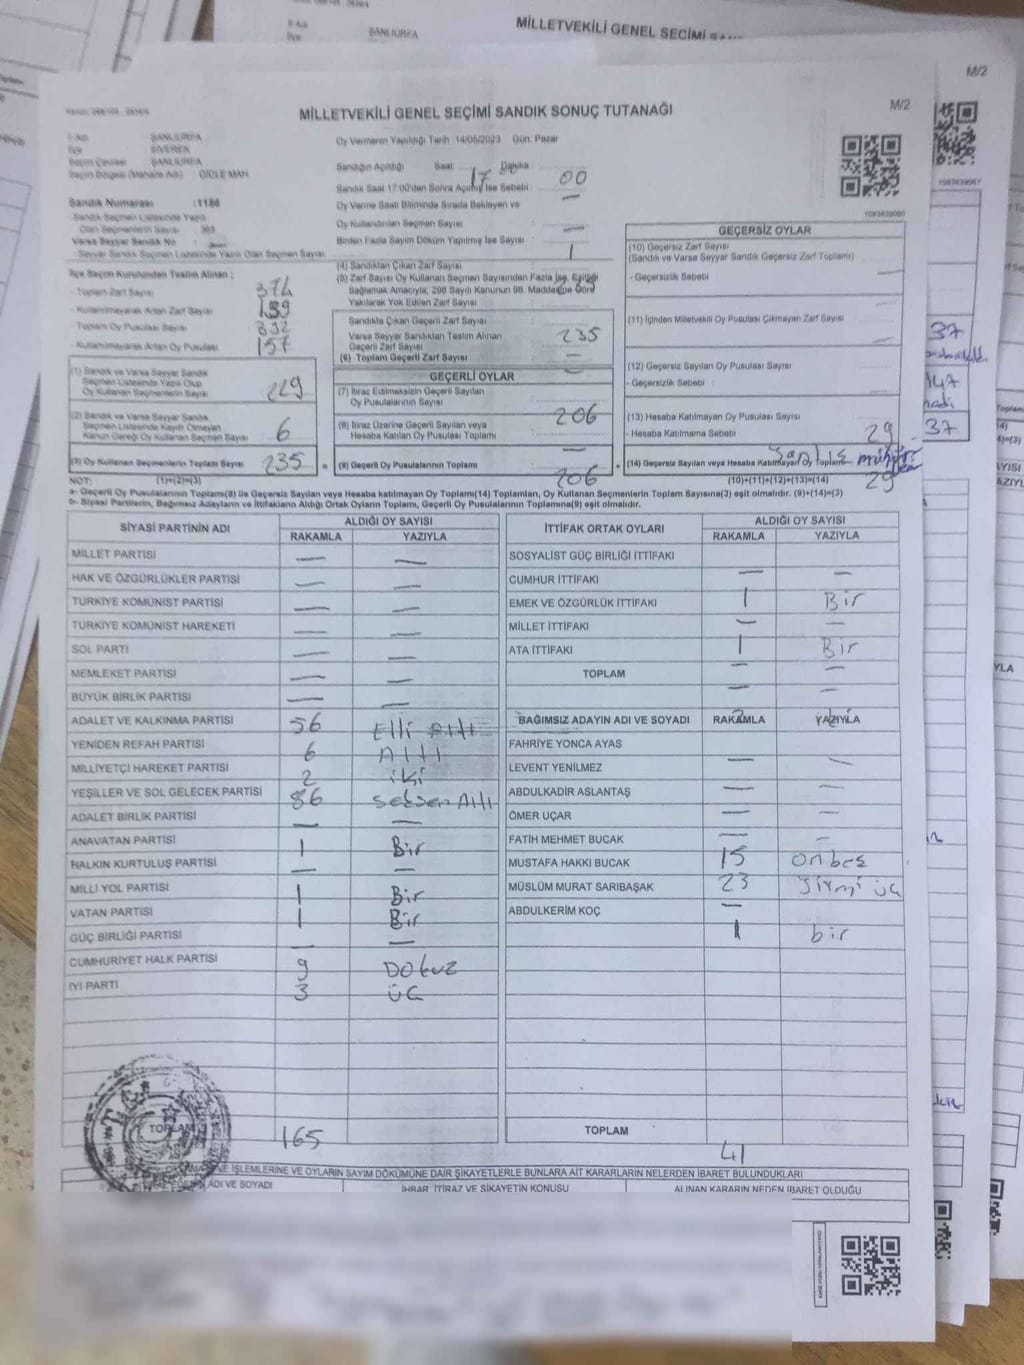 MİLLETVEKİLİ GENEL SEÇİMİ SAN
ŞANLIURFA
M/2
M/2
MİLLETVEKİLİ GENEL SEÇİMİ SANDIK SONUÇ TUTANAĞI
İl Adı ŞANLIURFA
İlçe SİVEREK
Seçim Çevresi ŞANLIURFA
Seçim Bölgesi (Mahalle Adı) DİCLE MAH.
Sandık Numarası :1186
Sandık Seçmen Listesinde Yazılı
Olan Seçmenlerin Sayısı 363
Varsa Seyyar Sandık No
Seyyar Sandık Seçmen Listesinde Yazılı Olan Seçmen Sayısı
Oy Vermenin Yapıldığı Tarih 14/05/2023 Gün: Pazar
Sandığın Açıldığı Saat Dakika
17 00
Sandık Saat 17:00'den Sonra Açılmış İse Sebebi —
Oy Verme Saati Bitiminde Sırada Bekleyen ve
Oy Kullandırılan Seçmen Sayısı —
Birden Fazla Sayım Döküm Yapılmış İse Sayısı 1
1083839060
İlçe Seçim Kurulundan Teslim Alınan ;
- Toplam Zarf Sayısı 374
- Kullanılmayarak Artan Zarf Sayısı 139
- Toplam Oy Pusulası Sayısı 392
- Kullanılmayarak Artan Oy Pusulası 157
(4) Sandıktan Çıkan Zarf Sayısı
(5) Zarf Sayısı Oy Kullanan Seçmen Sayısından Fazla İse, Eşitliği
Sağlamak Amacıyla, 298 Sayılı Kanunun 98. Maddesine Göre
Yakılarak Yok Edilen Zarf Sayısı
Sandıkta Çıkan Geçerli Zarf Sayısı
Varsa Seyyar Sandıktan Teslim Alınan
Geçerli Zarf Sayısı 235
(6) Toplam Geçerli Zarf Sayısı —
GEÇERSİZ OYLAR
(10) Geçersiz Zarf Sayısı
(Sandık ve Varsa Seyyar Sandık Geçersiz Zarf Toplamı)
- Geçersizlik Sebebi —
(11) İçinden Milletvekili Oy Pusulası Çıkmayan Zarf Sayısı —
(12) Geçersiz Sayılan Oy Pusulası Sayısı
- Geçersizlik Sebebi —
(13) Hesaba Katılmayan Oy Pusulası Sayısı
- Hesaba Katılmama Sebebi 29
(14) Geçersiz Sayılan veya Hesaba Katılmayan Oy Toplamı 29
(1) Sandık ve Varsa Seyyar Sandık
Seçmen Listesinde Yazılı Olup
Oy Kullanan Seçmenlerin Sayısı 229
(2) Sandık ve Varsa Seyyar Sandık
Seçmen Listesinde Kayıtlı Olmayan
Kanun Gereği Oy Kullanan Seçmen Sayısı 6
(3) Oy Kullanan Seçmenlerin Toplam Sayısı 235
GEÇERLİ OYLAR
(7) İtiraz Edilmeksizin Geçerli Sayılan
Oy Pusulalarının Sayısı 206
(8) İtiraz Üzerine Geçerli Sayılan veya
Hesaba Katılan Oy Pusulası Toplamı —
(9) Geçerli Oy Pusulalarının Toplamı 206
NOT: (1)+(2)=(3) (10)+(11)+(12)+(13)=(14)
a- Geçerli Oy Pusulalarının Toplamı(9) ile Geçersiz Sayılan veya Hesaba katılmayan Oy Toplamı(14) Toplamları, Oy Kullanan Seçmenlerin Toplam Sayısına(3) eşit olmalıdır. (9)+(14)=(3)
b- Siyasi Partilerin, Bağımsız Adayların ve İttifakların Aldığı Ortak Oyların Toplamı, Geçerli Oy Pusulalarının Toplamına(9) eşit olmalıdır.
SİYASİ PARTİNİN ADI ALDIĞI OY SAYISI
RAKAMLA YAZIYLA
MİLLET PARTİSİ — —
HAK VE ÖZGÜRLÜKLER PARTİSİ — —
TÜRKİYE KOMÜNİST PARTİSİ — —
TÜRKİYE KOMÜNİST HAREKETİ — —
SOL PARTİ — —
MEMLEKET PARTİSİ — —
BÜYÜK BİRLİK PARTİSİ —
ADALET VE KALKINMA PARTİSİ 56 Elli Altı
YENİDEN REFAH PARTİSİ 6 Altı
MİLLİYETÇİ HAREKET PARTİSİ 2 iki
YEŞİLLER VE SOL GELECEK PARTİSİ 86 Seksen Altı
ADALET BİRLİK PARTİSİ — —
ANAVATAN PARTİSİ 1 Bir
HALKIN KURTULUŞ PARTİSİ — —
MİLLİ YOL PARTİSİ 1 Bir
VATAN PARTİSİ 1 Bir
GÜÇ BİRLİĞİ PARTİSİ — —
CUMHURİYET HALK PARTİSİ 9 Dokuz
İYİ PARTİ 3 üç
TOPLAM 165
İTTİFAK ORTAK OYLARI ALDIĞI OY SAYISI
RAKAMLA YAZIYLA
SOSYALİST GÜÇ BİRLİĞİ İTTİFAKI — —
CUMHUR İTTİFAKI 1 Bir
EMEK VE ÖZGÜRLÜK İTTİFAKI — —
MİLLET İTTİFAKI 1 Bir
ATA İTTİFAKI — —
TOPLAM — —
BAĞIMSIZ ADAYIN ADI VE SOYADI RAKAMLA YAZIYLA
FAHRİYE YONCA AYAS — —
LEVENT YENİLMEZ — —
ABDULKADİR ASLANTAŞ — —
ÖMER UÇAR — —
FATİH MEHMET BUCAK 15 onbeş
MUSTAFA HAKKI BUCAK 23 yirmi üç
MÜSLÜM MURAT SARIBAŞAK —
ABDULKERİM KOÇ 1 bir
TOPLAM 41
VE İŞLEMLERİNE VE OYLARIN SAYIM DÖKÜMÜNE DAİR ŞİKAYETLERLE BUNLARA AİT KARARLARIN NELERDEN İBARET BULUNDUKLARI
ADI VE SOYADI İHBAR, İTİRAZ VE ŞİKAYETİN KONUSU ALINAN KARARIN NEDEN İBARET OLDUĞU
37
147
37